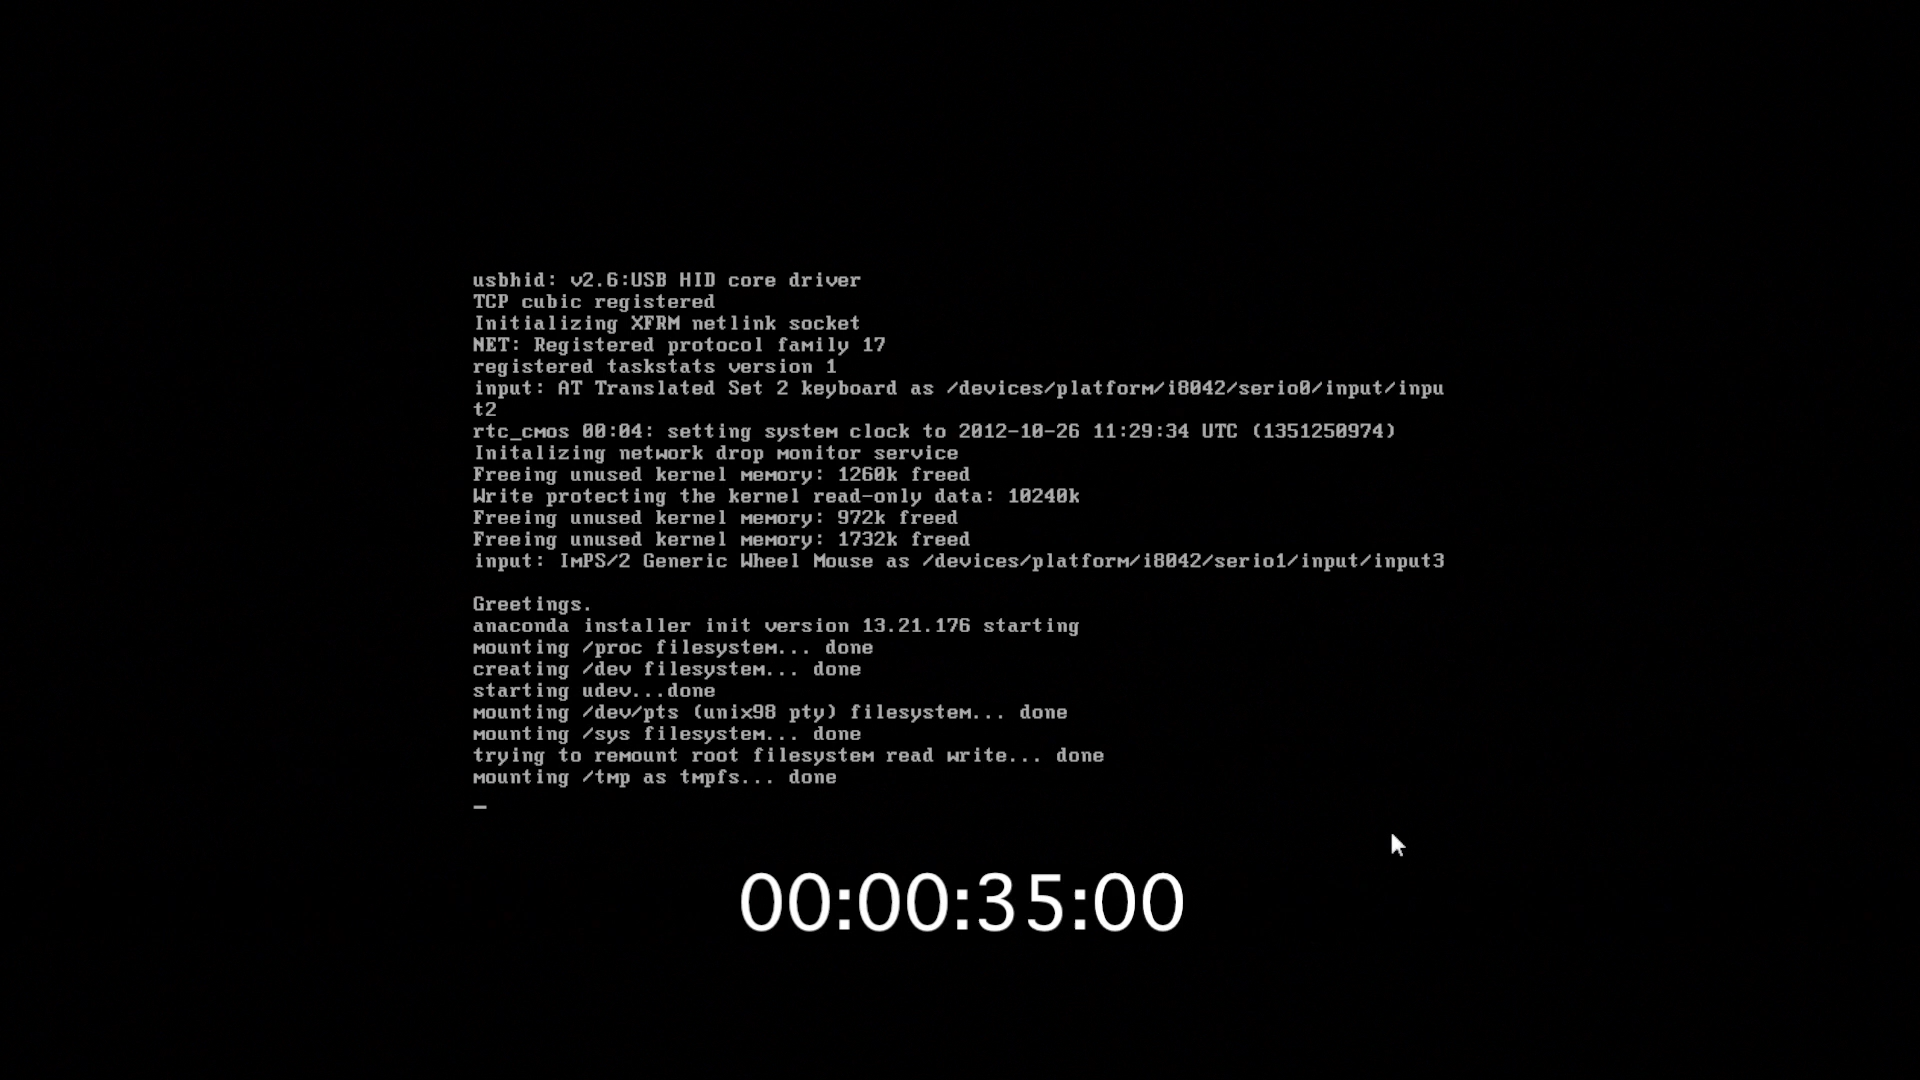 usbhid: v2.6:USB HID core driver
TCP cubic registered
Initializing XFRM netlink socket
NET: Registered protocol family 17
registered taskstats version 1
input: AT Translated Set 2 keyboard as /devices/platform/i8042/serio0/input/inpu
t2
rtc_cmos 00:04: setting system clock to 2012-10-26 11:29:34 UTC (1351250974)
Initalizing network drop monitor service
Freeing unused kernel memory: 1260k freed
Write protecting the kernel read-only data: 10240k
Freeing unused kernel memory: 972k freed
Freeing unused kernel memory: 1732k freed
input: ImPS/2 Generic Wheel Mouse as /devices/platform/i8042/serio1/input/input3
Greetings.
anaconda installer init version 13.21.176 starting
mounting /proc filesystem... done
creating /dev filesystem... done
starting udev...done
mounting /dev/pts (unix98 pty) filesystem... done
mounting /sys filesystem... done
trying to remount root filesystem read write... done
mounting /tmp as tmpfs... done
_
00:00:35:00